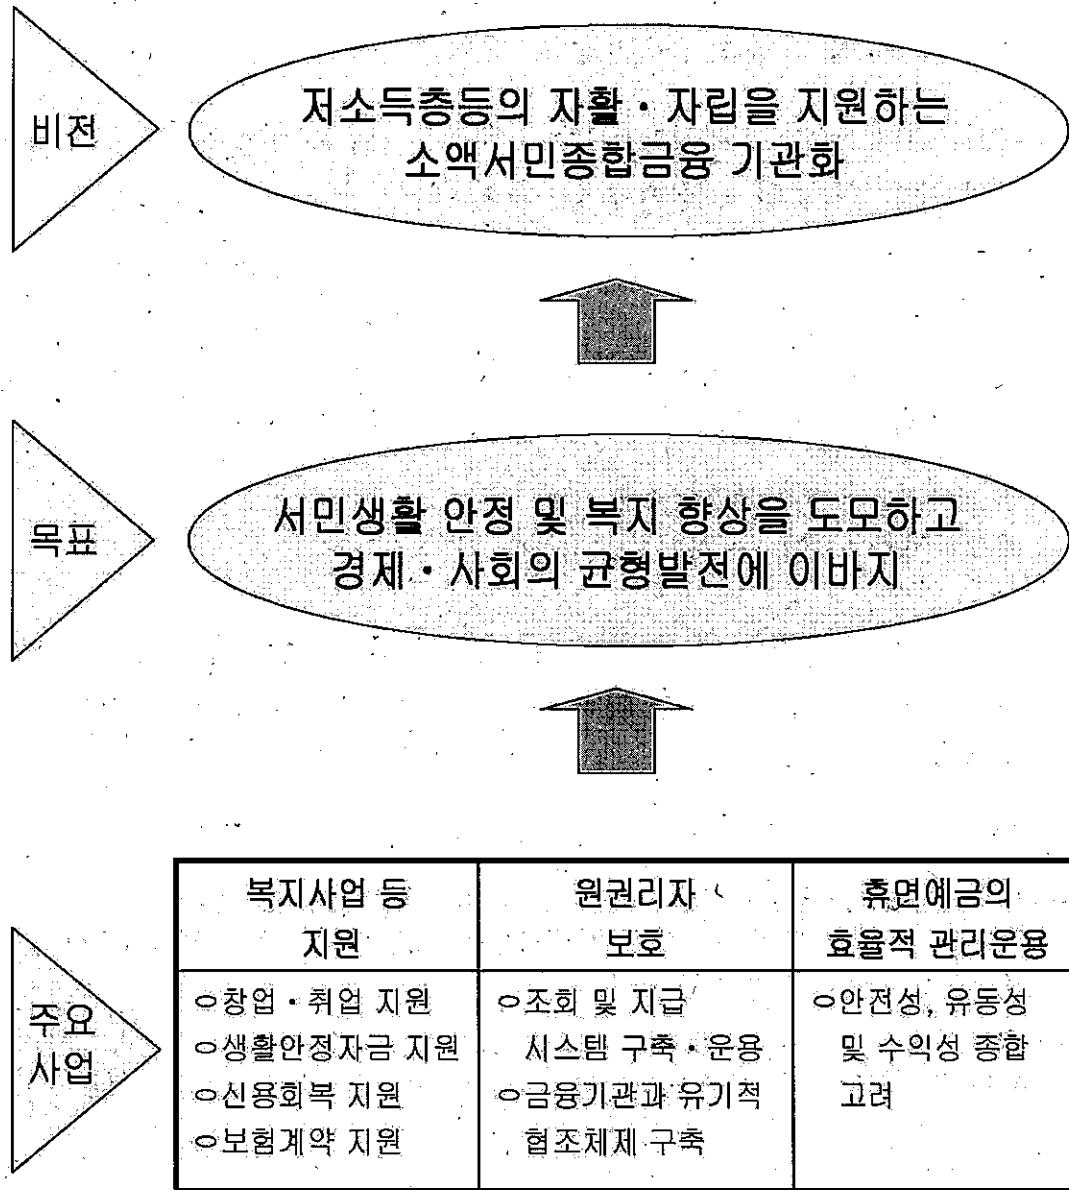 비전
저소득층등의 자활・자립을 지원하는
소액서민종합금융 기관화
목표
서민생활 안정 및 복지 향상을 도모하고
경제・사회의 균형발전에 이바지
주요
사업
복지사업 등
지원
ㅇ창업・취업 지원
ㅇ생활안정자금 지원
ㅇ신용회복 지원
ㅇ보험계약 지원
원권리자
보호
ㅇ조회 및 지급
시스템 구축・운용
ㅇ금융기관과 유기적
협조체제 구축
휴면예금의
효율적 관리운용
ㅇ안전성, 유동성
및 수익성 종합
고려